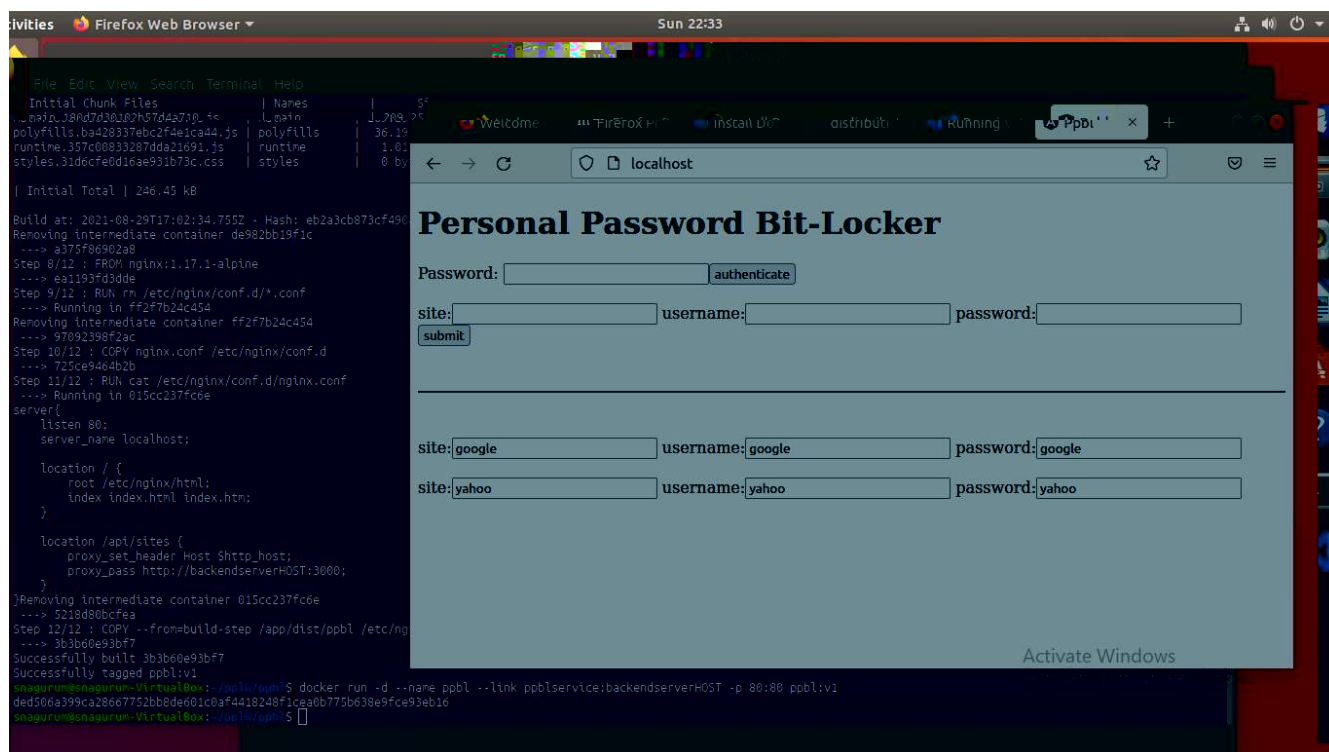 ivities Firefox Web Browser Sun 22:33
File Edit View Search Terminal Help
Initial Chunk Files | Names |
polyfills.ba428337ebc2f4e1ca44.js | polyfills | 36.19
runtime.357c00833287dda21691.js | runtime | 1.01
styles.31d6cfe0d16ae931b73c.css | styles | 0 by
| Initial Total | 246.45 kB
Build at: 2021-08-29T17:02:34.755Z - Hash: eb2a3cb873cf490
Removing intermediate container de982bb19f1c
---> a375f86902a8
Step 8/12 : FROM nginx:1.17.1-alpine
---> ea1193fd3dde
Step 9/12 : RUN rm /etc/nginx/conf.d/*.conf
---> Running in ff2f7b24c454
Removing intermediate container ff2f7b24c454
---> 97092398f2ac
Step 10/12 : COPY nginx.conf /etc/nginx/conf.d
---> 725ce9464b2b
Step 11/12 : RUN cat /etc/nginx/conf.d/nginx.conf
---> Running in 015cc237fc6e
server{
listen 80;
server_name localhost;
location / {
root /etc/nginx/html;
index index.html index.htm;
}
location /api/sites {
proxy_set_header Host $http_host;
proxy_pass http://backendserverHOST:3000;
}
}Removing intermediate container 015cc237fc6e
---> 5218d80bcfea
Step 12/12 : COPY --from=build-step /app/dist/ppbl /etc/ng
---> 3b3b60e93bf7
Successfully built 3b3b60e93bf7
Successfully tagged ppbl:v1
snagurum@snagurum-VirtualBox:~/pplu/ppbl$ docker run -d --name ppbl --link ppblservice:backendserverHOST -p 80:80 ppbl:v1
ded506a399ca28667752bb8de601c0af4418248f1cea0b775b638e9fce93eb16
snagurum@snagurum-VirtualBox:~/pplu/ppbl$
Welcome Running Ppbl
localhost
Personal Password Bit-Locker
Password: authenticate
site: username: password:
submit
site: google username: google password: google
site: yahoo username: yahoo password: yahoo
Activate Windows